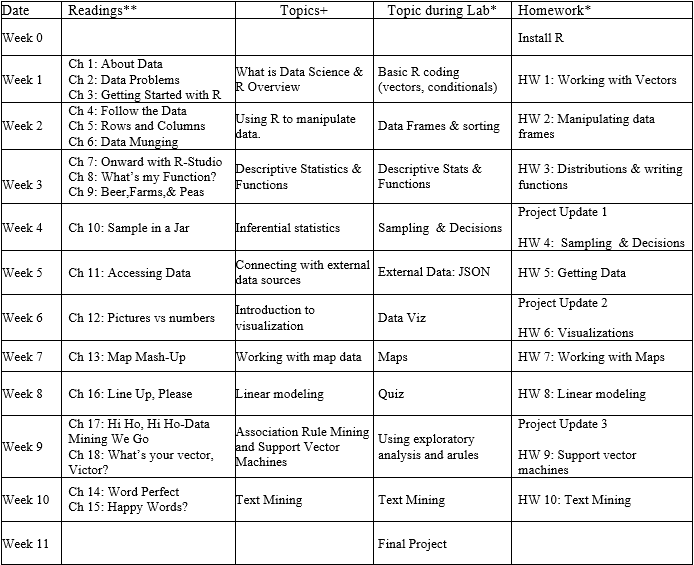 Date Readings** Topics+ Topic during Lab* Homework*
Week 0 Install R
Week 1
Ch 1: About Data
Ch 2: Data Problems
Ch 3: Getting Started with R
What is Data Science &
R Overview
Basic R coding
(vectors, conditionals)
HW 1: Working with Vectors
Week 2
Ch 4: Follow the Data
Ch 5: Rows and Columns
Ch 6: Data Munging
Using R to manipulate
data.
Data Frames & sorting
HW 2: Manipulating data
frames
Week 3
Ch 7: Onward with R-Studio
Ch 8: What's my Function?
Ch 9: Beer,Farms,& Peas
Descriptive Statistics &
Functions
Descriptive Stats &
Functions
HW 3: Distributions & writing
functions
Week 4
Ch 10: Sample in a Jar
Inferential statistics
Sampling & Decisions
Project Update 1
HW 4: Sampling & Decisions
Week 5
Ch 11: Accessing Data
Connecting with external
data sources
External Data: JSON
HW 5: Getting Data
Week 6
Ch 12: Pictures vs numbers
Introduction to
visualization
Data Viz
Project Update 2
HW 6: Visualizations
Week 7
Ch 13: Map Mash-Up
Working with map data
Maps
HW 7: Working with Maps
Week 8
Ch 16: Line Up, Please
Linear modeling
Quiz
HW 8: Linear modeling
Week 9
Ch 17: Hi Ho, Hi Ho-Data
Mining We Go
Ch 18: What's your vector,
Victor?
Association Rule Mining
and Support Vector
Machines
Using exploratory
analysis and arules
Project Update 3
HW 9: Support vector
machines
Week 10
Ch 14: Word Perfect
Ch 15: Happy Words?
Text Mining
Text Mining
HW 10: Text Mining
Week 11
Final Project